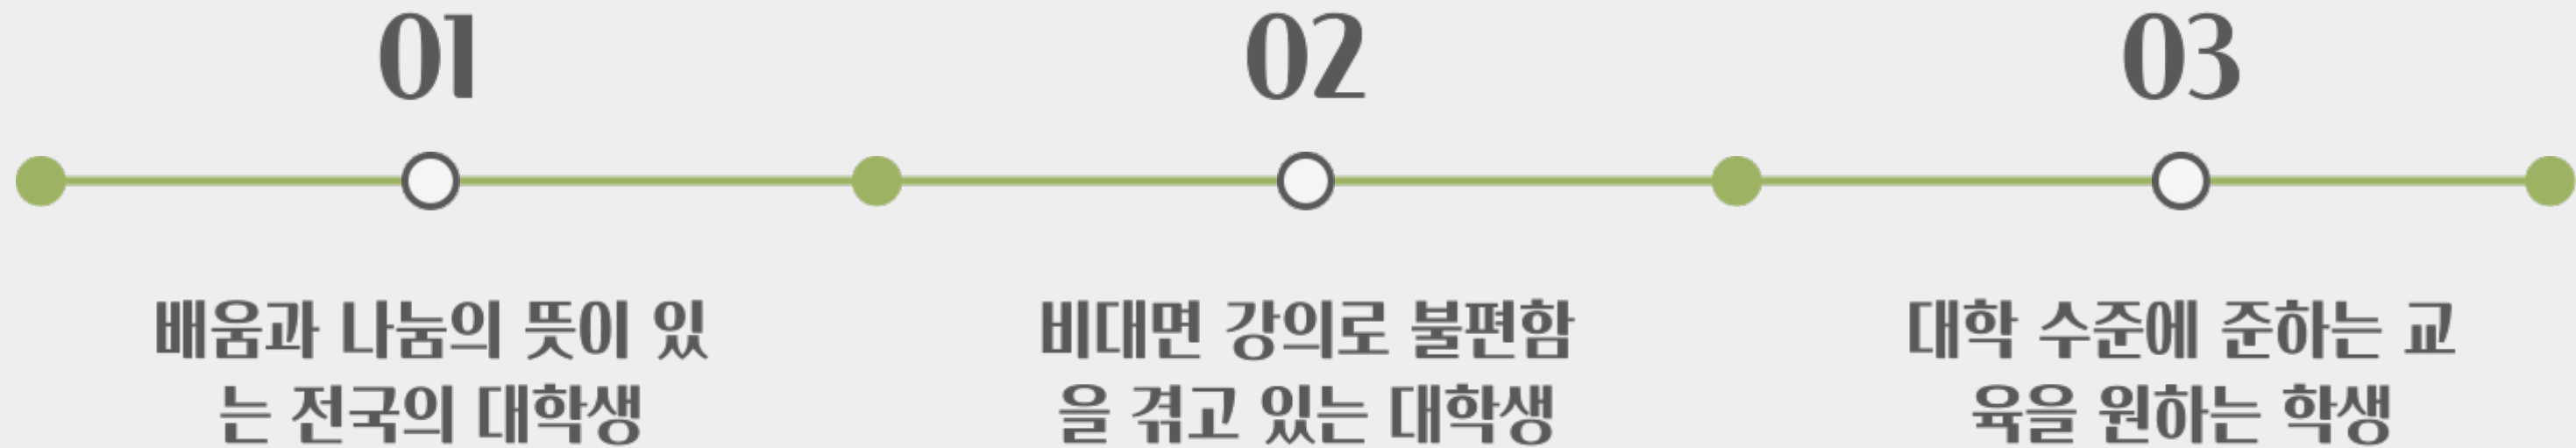 01
배움과 나눔의 뜻이 있
는 전국의 대학생
02
비대면 강의로 불편함
을 겪고 있는 대학생
03
대학 수준에 준하는 교
육을 원하는 학생